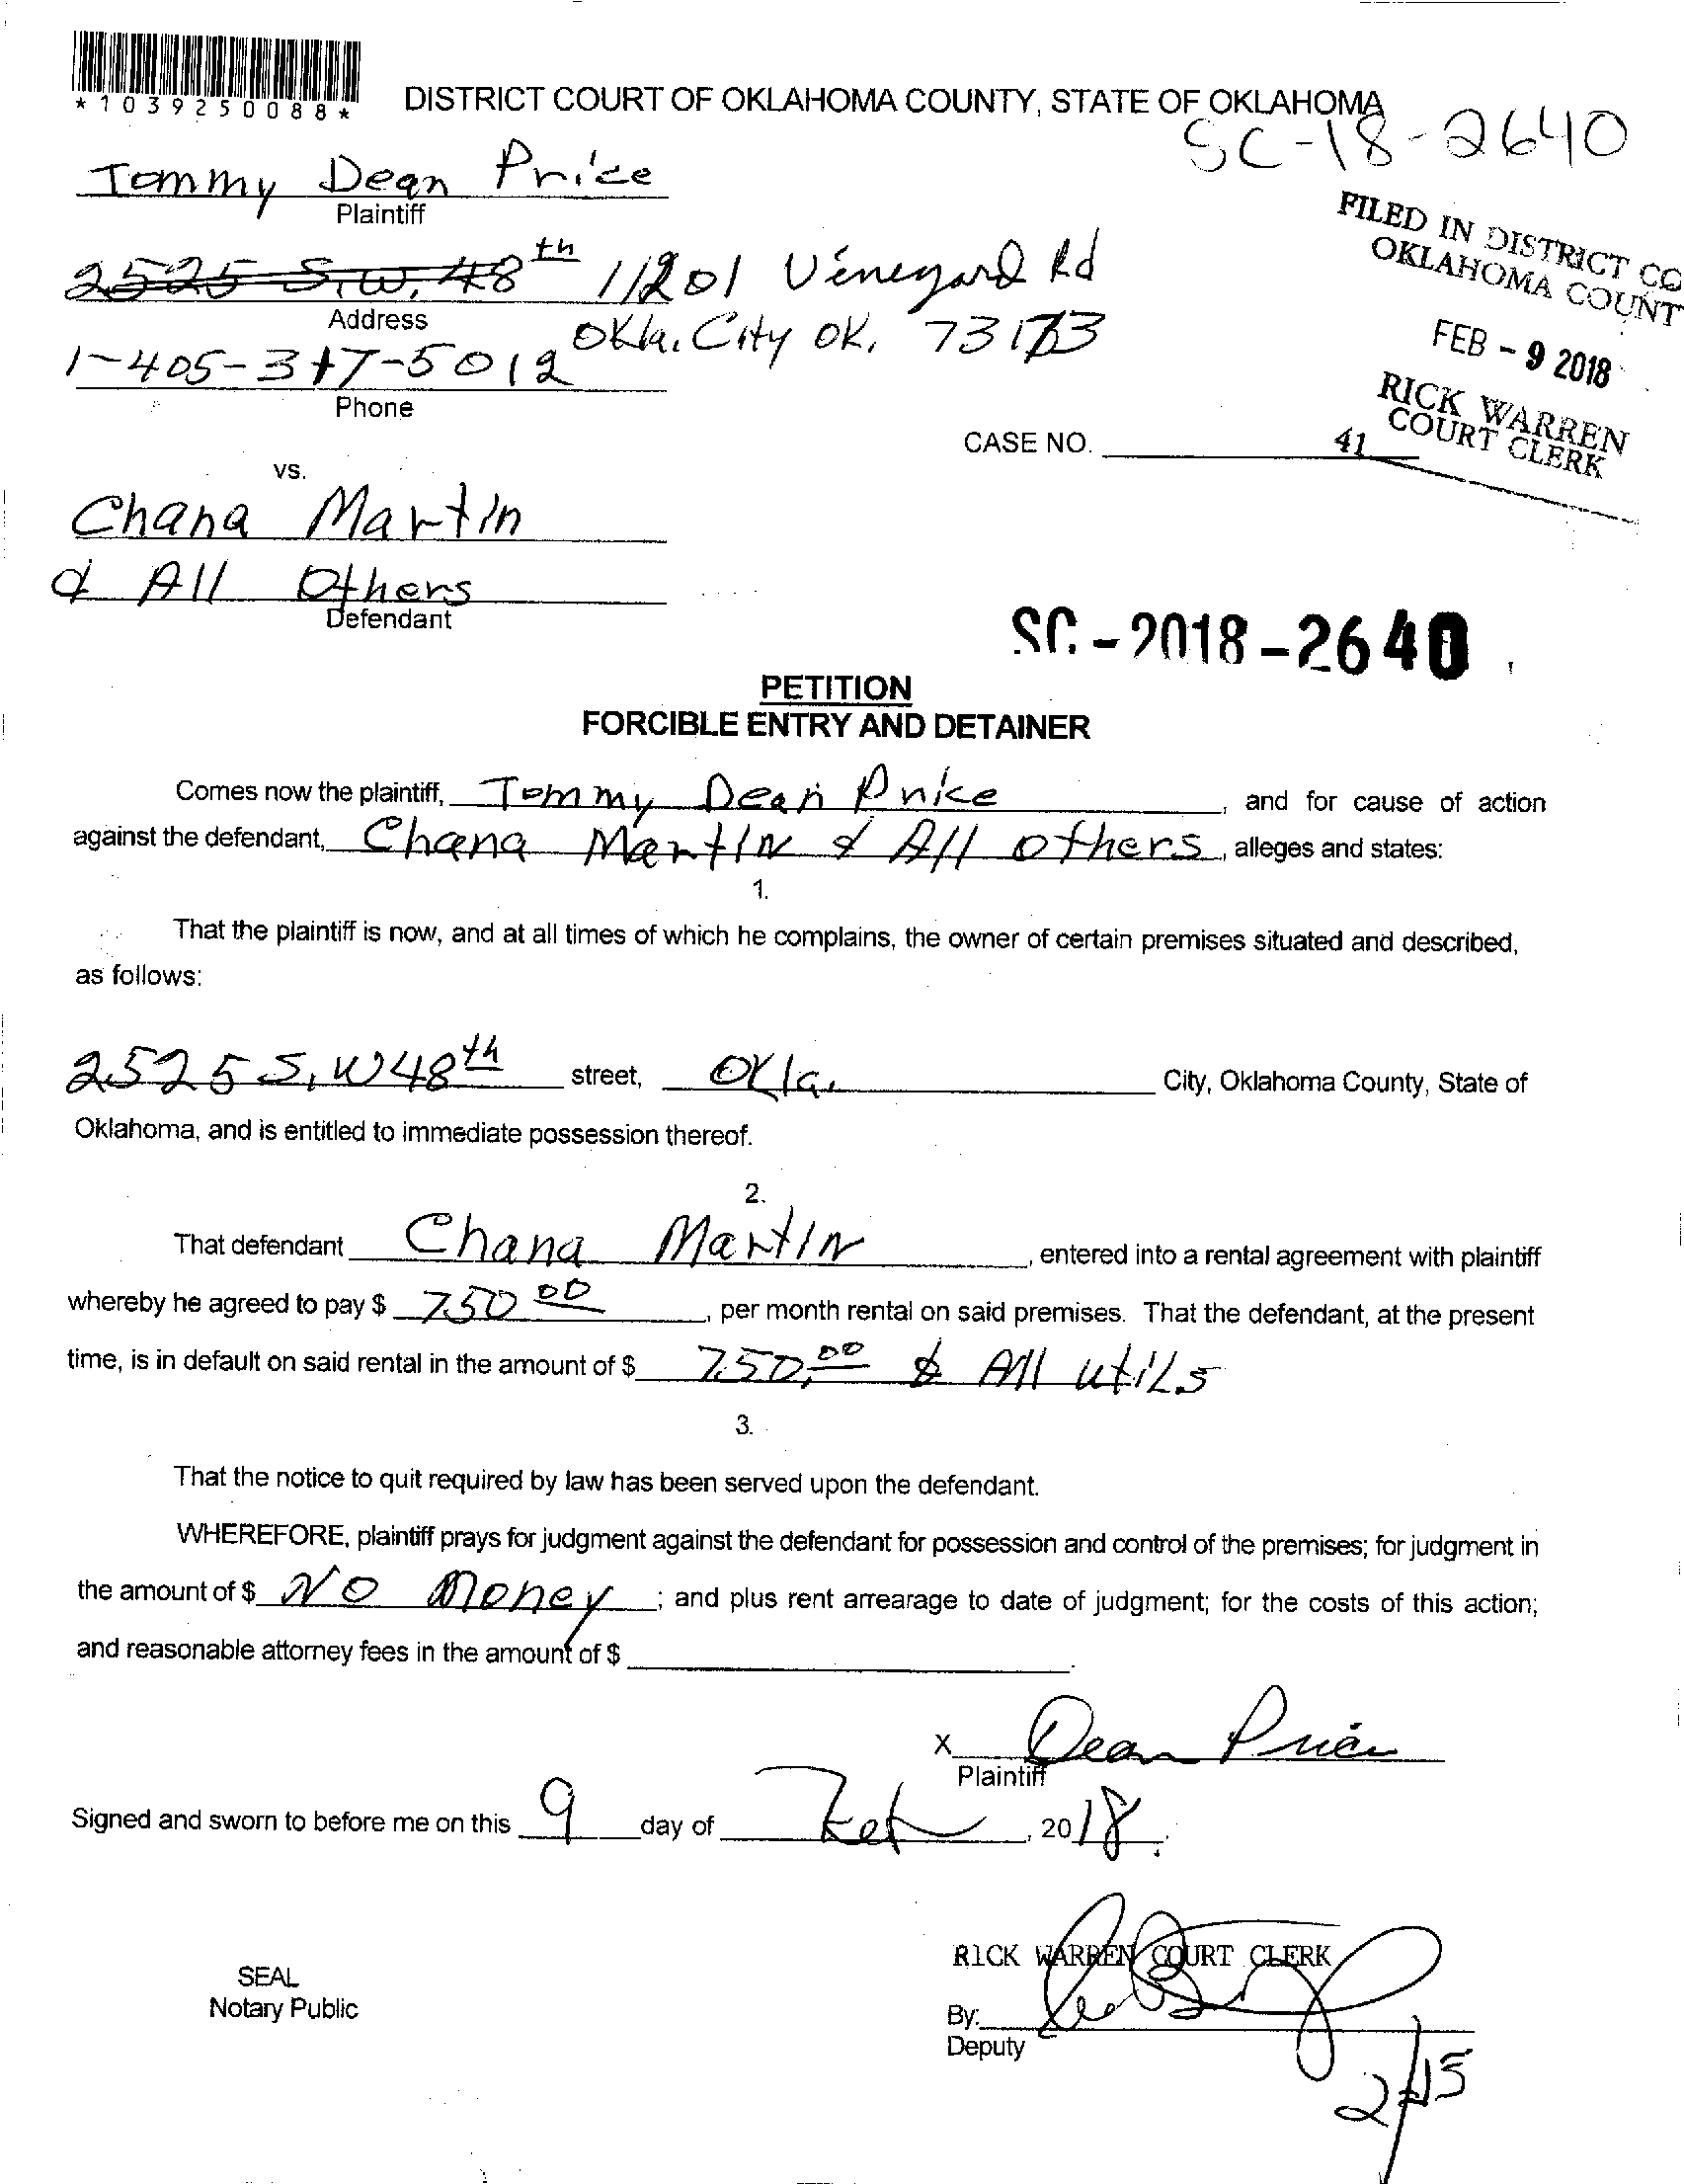 *1039250088*
DISTRICT COURT OF OKLAHOMA COUNTY, STATE OF OKLAHOMA
SC-18-2640
Tommy Dean Price
Plaintiff
FILED IN DISTRICT CO
OKLAHOMA COUNT
2525 S.W. 48th 11201 Vineyard Rd
Address
Okla. City OK. 73173
FEB - 9 2018
1-405-317-5012
Phone
RICK WARREN
COURT CLERK
CASE NO. 41
vs.
Chana Martin
& All Others
Defendant
SC - 2018 - 2640
PETITION
FORCIBLE ENTRY AND DETAINER
Comes now the plaintiff, Tommy Dean Price, and for cause of action
against the defendant, Chana Martin & All others, alleges and states:
1.
That the plaintiff is now, and at all times of which he complains, the owner of certain premises situated and described,
as follows:
2525 S.W 48th street, Okla. City, Oklahoma County, State of
Oklahoma, and is entitled to immediate possession thereof.
2.
That defendant Chana Martin, entered into a rental agreement with plaintiff
whereby he agreed to pay $ 750 00, per month rental on said premises. That the defendant, at the present
time, is in default on said rental in the amount of $ 750.00 & All utils
3.
That the notice to quit required by law has been served upon the defendant.
WHEREFORE, plaintiff prays for judgment against the defendant for possession and control of the premises; for judgment in
the amount of $ No Money ; and plus rent arrearage to date of judgment; for the costs of this action;
and reasonable attorney fees in the amount of $ .
X Dean Price
Plaintiff
Signed and sworn to before me on this 9 day of Feb, 2018.
RICK WARREN COURT CLERK
SEAL
Notary Public
By:
Deputy
2/15